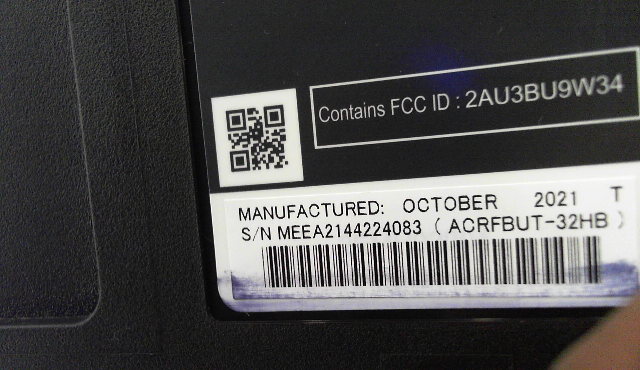 Contains FCC ID : 2AU3BU9W34
MANUFACTURED: OCTOBER 2021 T
S/N MEEA2144224083 ( ACRFBUT-32HB )